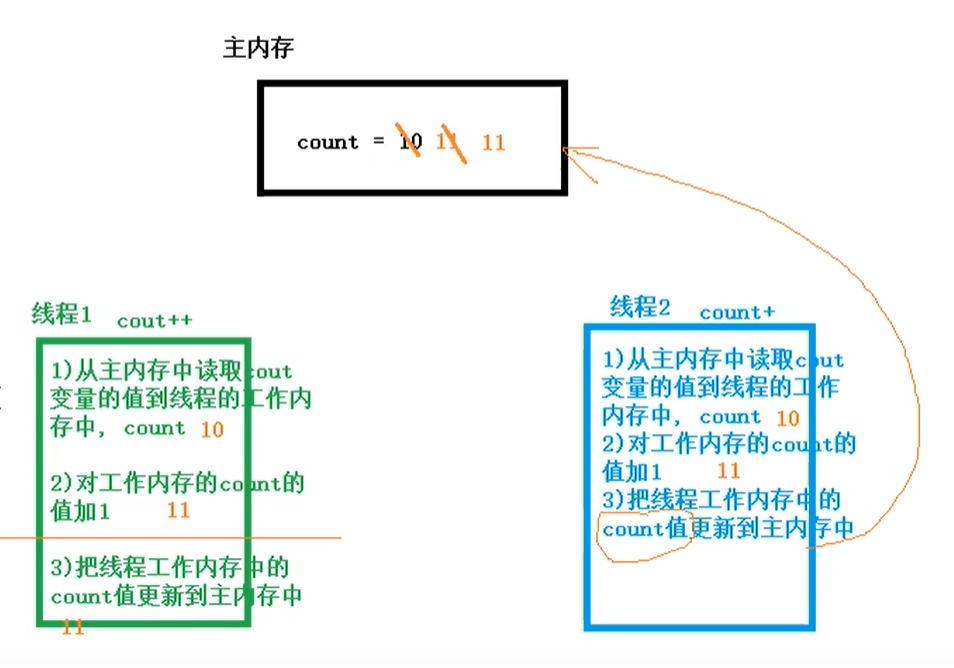 主内存
count = 10 11 11
线程1 cout++
1)从主内存中读取cout
变量的值到线程的工作内
存中, count 10
2)对工作内存的count的
值加1 11
3)把线程工作内存中的
count值更新到主内存中
11
线程2 count+
1)从主内存中读取cout
变量的值到线程的工作
内存中, count 10
2)对工作内存的count的
值加1 11
3)把线程工作内存中的
count值更新到主内存中